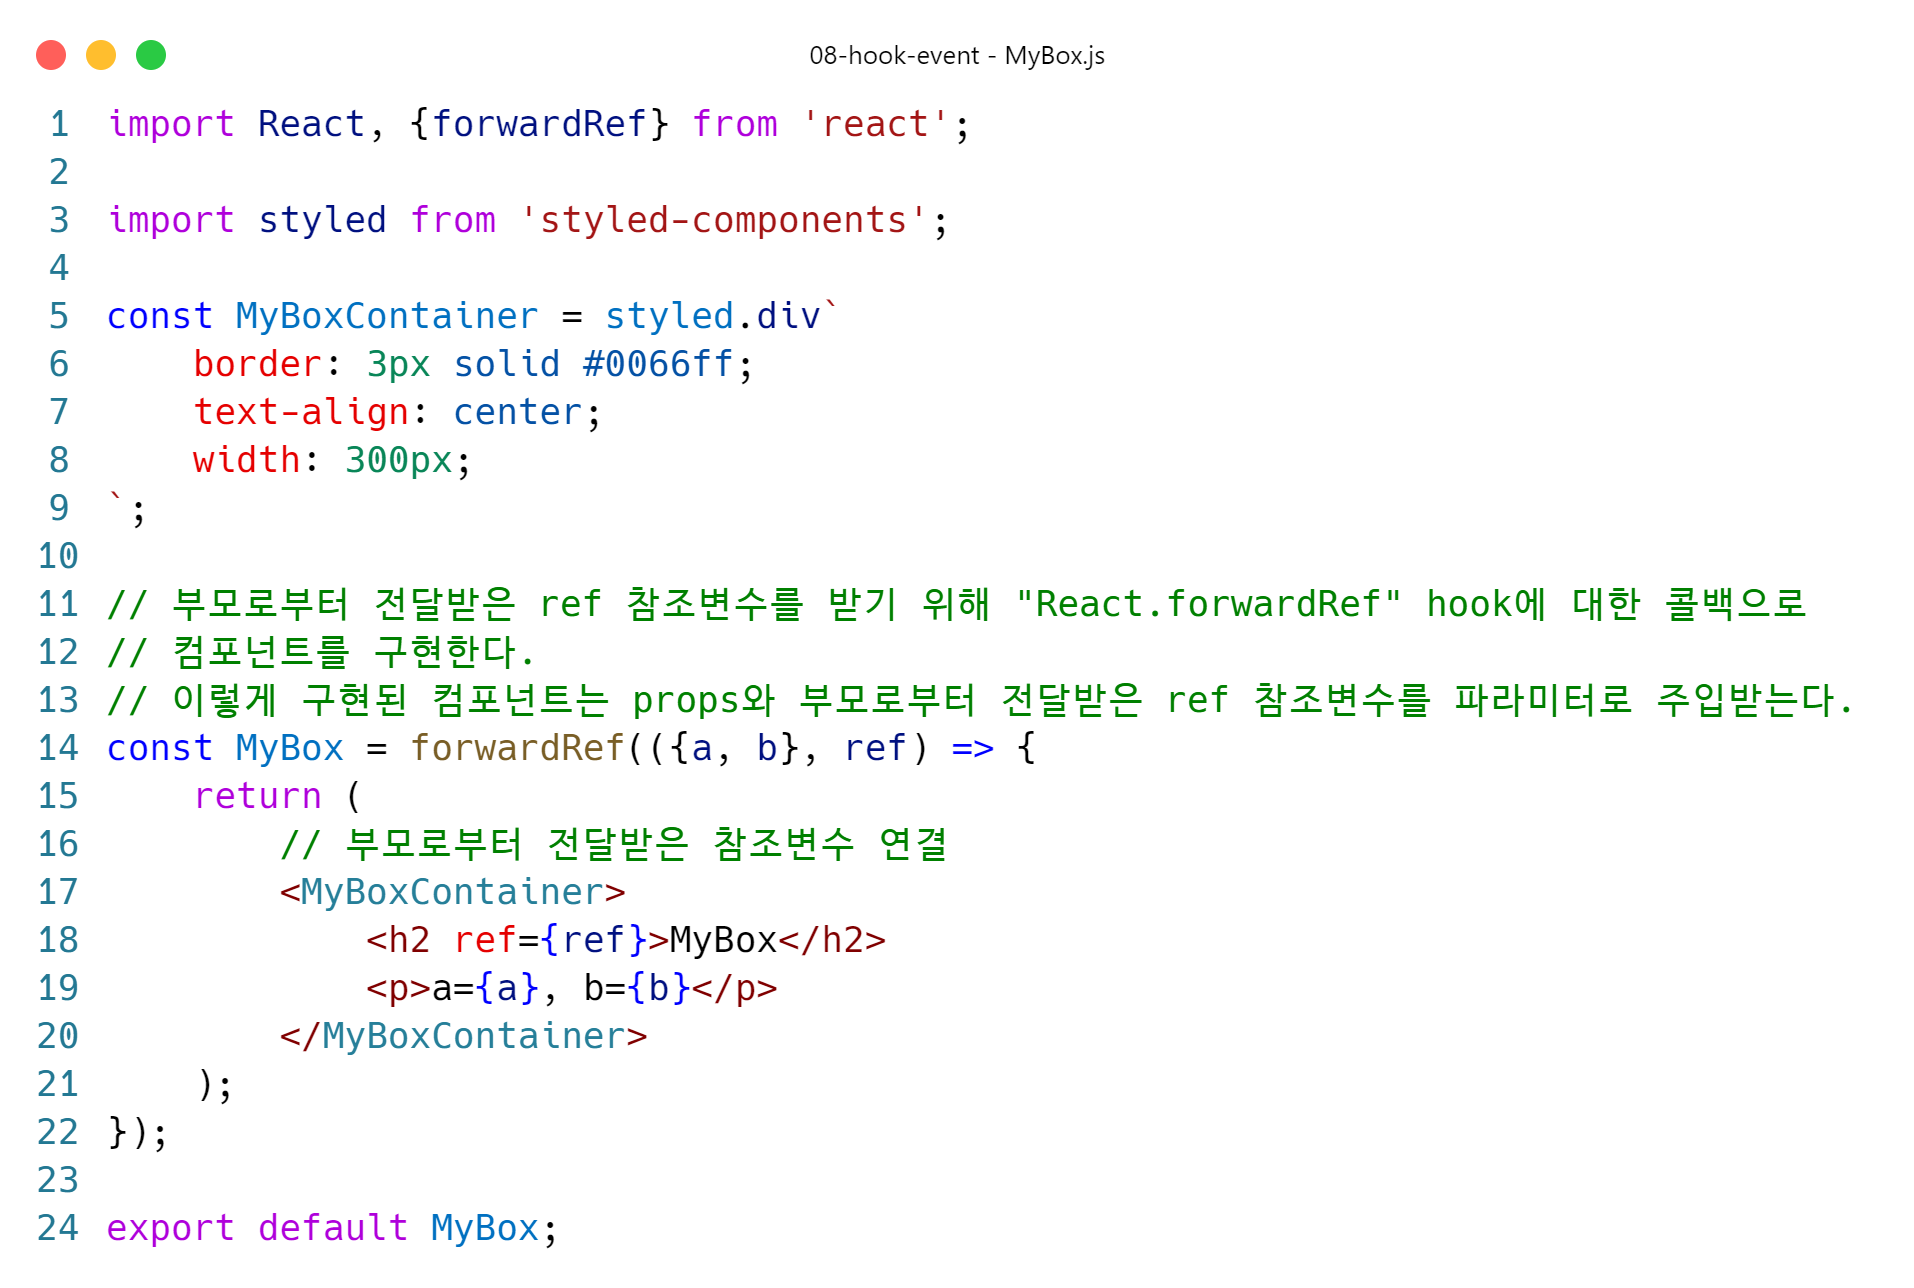 08-hook-event - MyBox.js
1 import React, {forwardRef} from 'react';
2
3 import styled from 'styled-components';
4
5 const MyBoxContainer = styled.div`
6     border: 3px solid #0066ff;
7     text-align: center;
8     width: 300px;
9 `;
10
11 // 부모로부터 전달받은 ref 참조변수를 받기 위해 "React.forwardRef" hook에 대한 콜백으로
12 // 컴포넌트를 구현한다.
13 // 이렇게 구현된 컴포넌트는 props와 부모로부터 전달받은 ref 참조변수를 파라미터로 주입받는다.
14 const MyBox = forwardRef(({a, b}, ref) => {
15     return (
16         // 부모로부터 전달받은 참조변수 연결
17         <MyBoxContainer>
18             <h2 ref={ref}>MyBox</h2>
19             <p>a={a}, b={b}</p>
20         </MyBoxContainer>
21     );
22 });
23
24 export default MyBox;